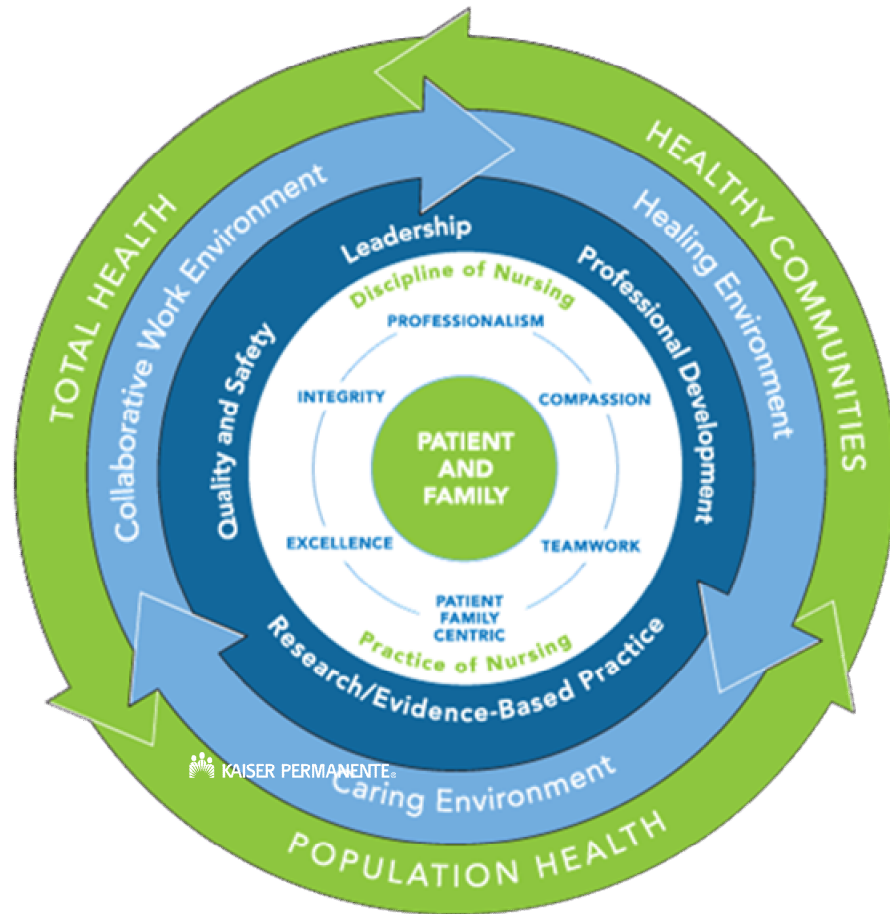 TOTAL HEALTH
HEALTHY COMMUNITIES
POPULATION HEALTH
Collaborative Work Environment
Healing Environment
Caring Environment
Leadership
Professional Development
Quality and Safety
Research/Evidence-Based Practice
Discipline of Nursing
PROFESSIONALISM
INTEGRITY
COMPASSION
PATIENT
AND
FAMILY
EXCELLENCE
TEAMWORK
PATIENT
FAMILY
CENTRIC
Practice of Nursing
KAISER PERMANENTE®